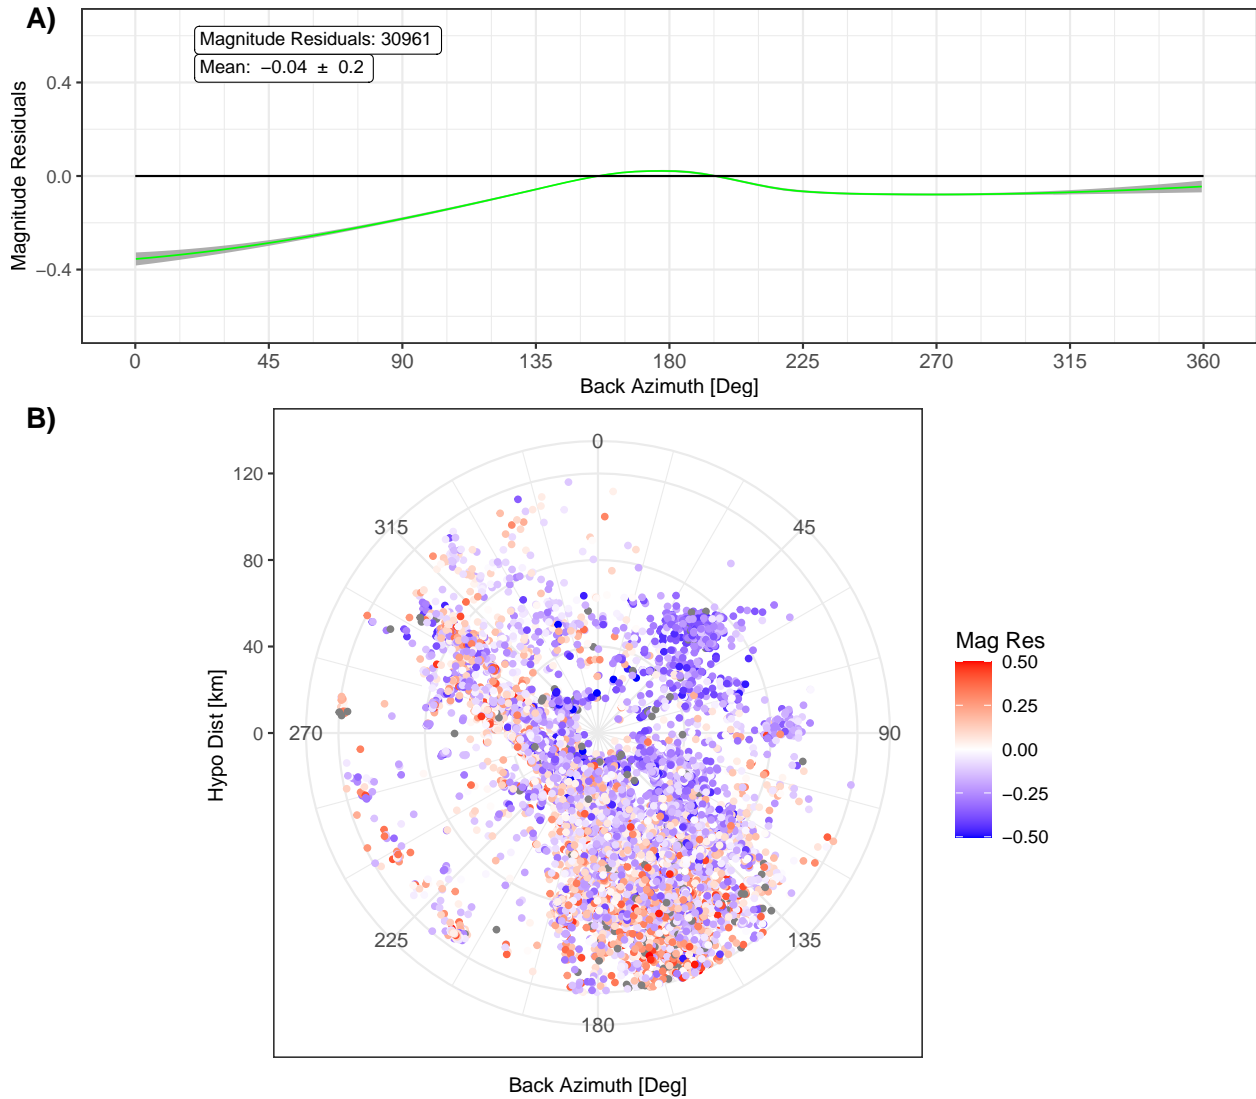 A)
Magnitude Residuals: 30961
Mean:  −0.04  ±  0.2
Magnitude Residuals
0.4
0.0
−0.4
0 45 90 135 180 225 270 315 360
Back Azimuth [Deg]
B)
Hypo Dist [km]
120
80
40
0
0
45
90
135
180
225
270
315
Back Azimuth [Deg]
Mag Res
0.50
0.25
0.00
−0.25
−0.50